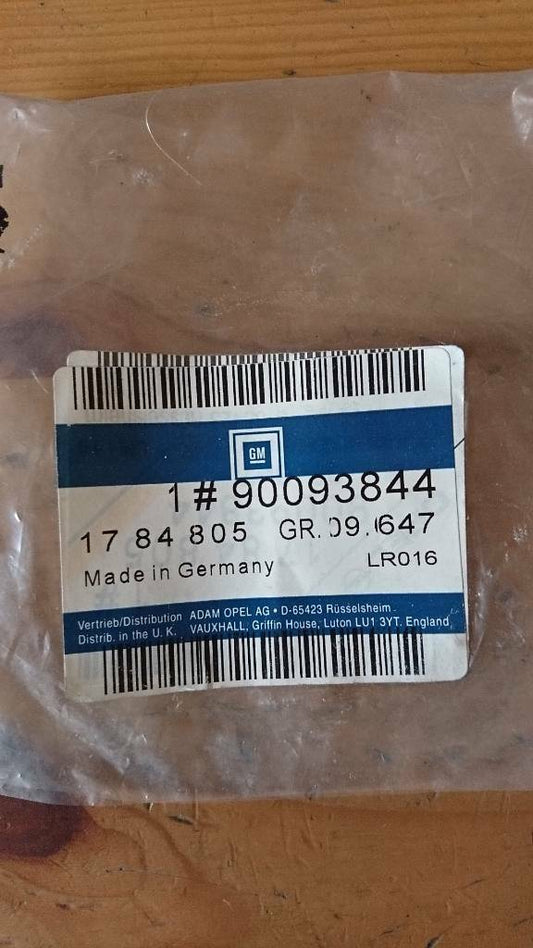 GM
1# 90093844
17 84 805 GR. 09.0647
Made in Germany LR016
Vertrieb/Distribution ADAM OPEL AG • D-65423 Rüsselsheim
Distrib. in the U. K. VAUXHALL, Griffin House, Luton LU1 3YT. England